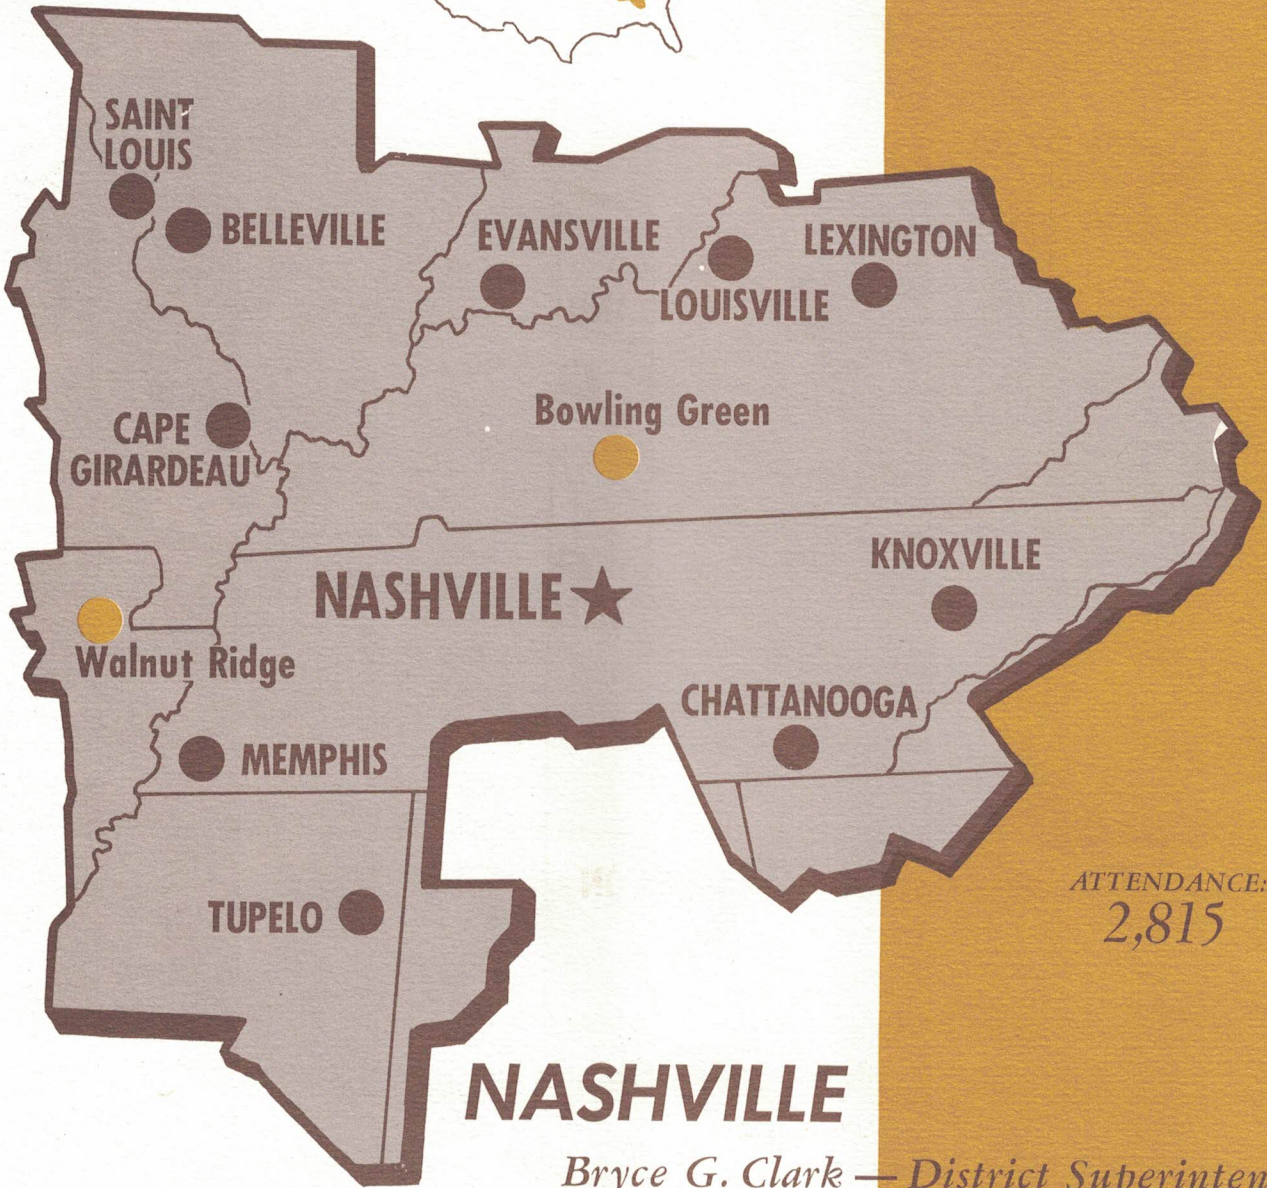 SAINT
LOUIS
BELLEVILLE
EVANSVILLE
LEXINGTON
LOUISVILLE
CAPE
GIRARDEAU
Bowling Green
KNOXVILLE
NASHVILLE
Walnut Ridge
CHATTANOOGA
MEMPHIS
TUPELO
ATTENDANCE:
2,815
NASHVILLE
Bryce G. Clark — District